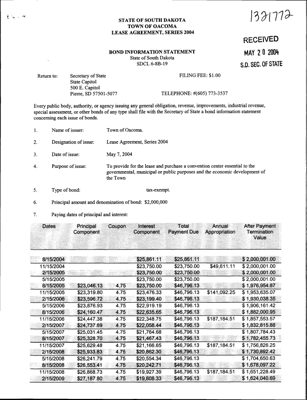 1321772
STATE OF SOUTH DAKOTA
TOWN OF OACOMA
LEASE AGREEMENT, SERIES 2004
RECEIVED
MAY 20 2004
S.D. SEC. OF STATE
BOND INFORMATION STATEMENT
State of South Dakota
SDCL 6-8B-19
Return to: Secretary of State FILING FEE: $1.00
State Capitol
500 E. Capitol
Pierre, SD 57501-5077 TELEPHONE: #(605) 773-3537
Every public body, authority, or agency issuing any general obligation, revenue, improvements, industrial revenue,
special assessment, or other bonds of any type shall file with the Secretary of State a bond information statement
concerning each issue of bonds.
1. Name of issuer: Town of Oacoma.
2. Designation of issue: Lease Agreement, Series 2004
3. Date of issue: May 7, 2004
4. Purpose of issue: To provide for the lease and purchase a convention center essential to the
governmental, municipal or public purposes and the economic development of
the Town
5. Type of bond: tax-exempt.
6. Principal amount and denomination of bond: $2,000,000
7. Paying dates of principal and interest:
Dates Principal Component Coupon Interest Component Total Payment Due Annual Appropriation After Payment Termination Value
8/15/2004 $25,861.11 $25,861.11 $2,000,001.00
11/15/2004 $23,750.00 $23,750.00 $49,611.11 $2,000,001.00
2/15/2005 $23,750.00 $23,750.00 $2,000,001.00
5/15/2005 $23,750.00 $23,750.00 $2,000,001.00
8/15/2005 $23,046.13 4.75 $23,750.00 $46,796.13 $1,976,954.87
11/15/2005 $23,319.80 4.75 $23,476.33 $46,796.13 $141,092.25 $1,953,635.07
2/15/2006 $23,596.72 4.75 $23,199.40 $46,796.13 $1,930,038.35
5/15/2006 $23,876.93 4.75 $22,919.18 $46,796.13 $1,906,161.42
8/15/2006 $24,160.47 4.75 $22,635.65 $46,796.13 $1,882,000.95
11/15/2006 $24,447.38 4.75 $22,348.75 $46,796.13 $187,184.51 $1,857,553.57
2/15/2007 $24,737.69 4.75 $22,058.44 $46,796.13 $1,832,815.88
5/15/2007 $25,031.45 4.75 $21,764.68 $46,796.13 $1,807,784.43
8/15/2007 $25,328.70 4.75 $21,467.43 $46,796.13 $1,782,455.73
11/15/2007 $25,629.48 4.75 $21,166.65 $46,796.13 $187,184.51 $1,756,826.25
2/15/2008 $25,933.83 4.75 $20,862.30 $46,796.13 $1,730,892.42
5/15/2008 $26,241.79 4.75 $20,554.34 $46,796.13 $1,704,650.63
8/15/2008 $26,553.41 4.75 $20,242.71 $46,796.13 $1,678,097.22
11/15/2008 $26,868.73 4.75 $19,927.39 $46,796.13 $187,184.51 $1,651,228.49
2/15/2009 $27,187.80 4.75 $19,608.33 $46,796.13 $1,624,040.69